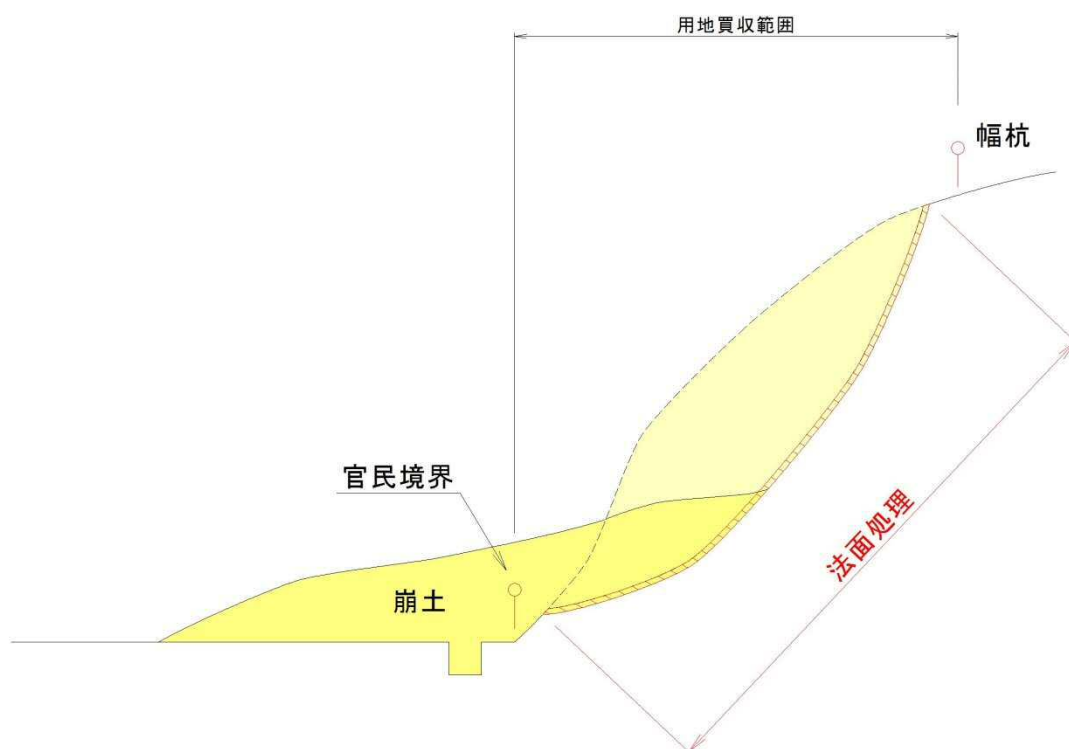 用地買収範囲
幅杭
官民境界
崩土
法面処理